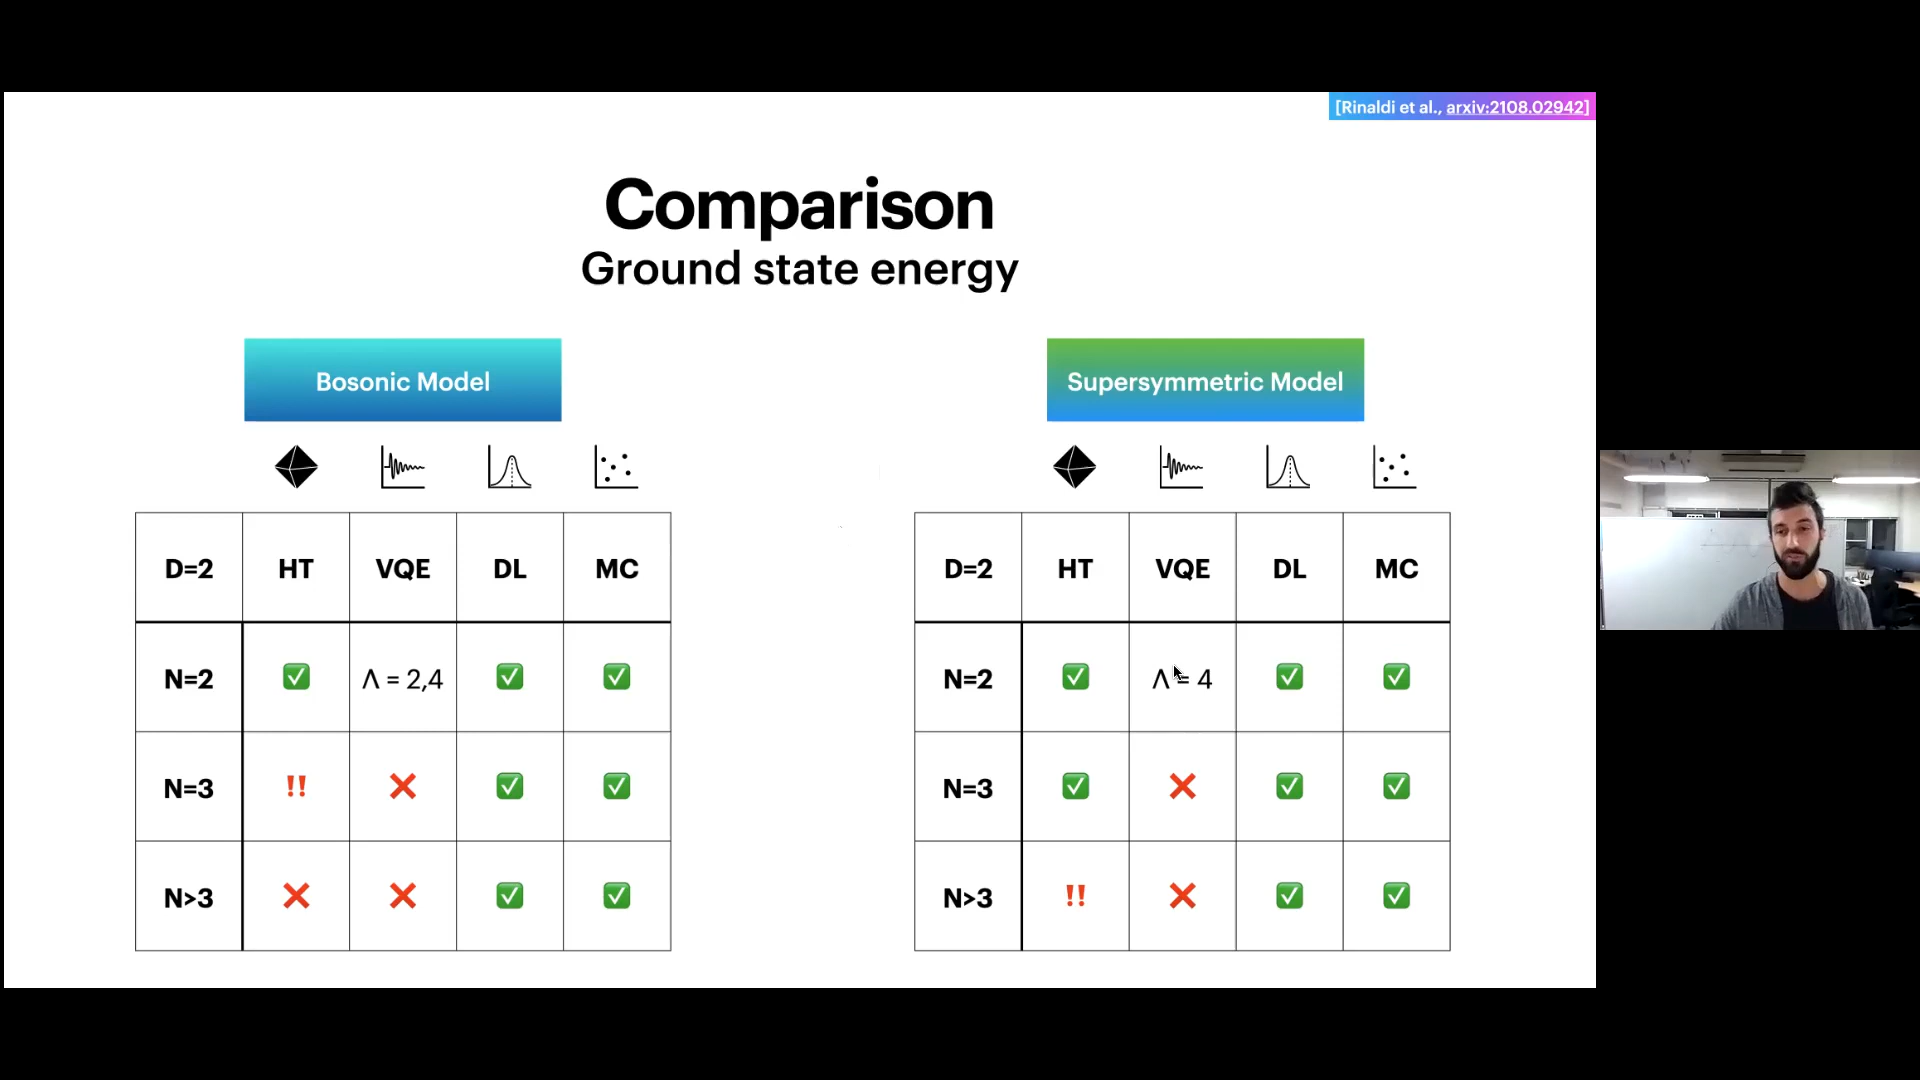 [Rinaldi et al., arxiv:2108.02942]
Comparison
Ground state energy
Bosonic Model
D=2 HT VQE DL MC
N=2 ✅ Λ = 2,4 ✅ ✅
N=3 ‼ ❌ ✅ ✅
N>3 ❌ ❌ ✅ ✅
Supersymmetric Model
D=2 HT VQE DL MC
N=2 ✅ Λ = 4 ✅ ✅
N=3 ✅ ❌ ✅ ✅
N>3 ‼ ❌ ✅ ✅